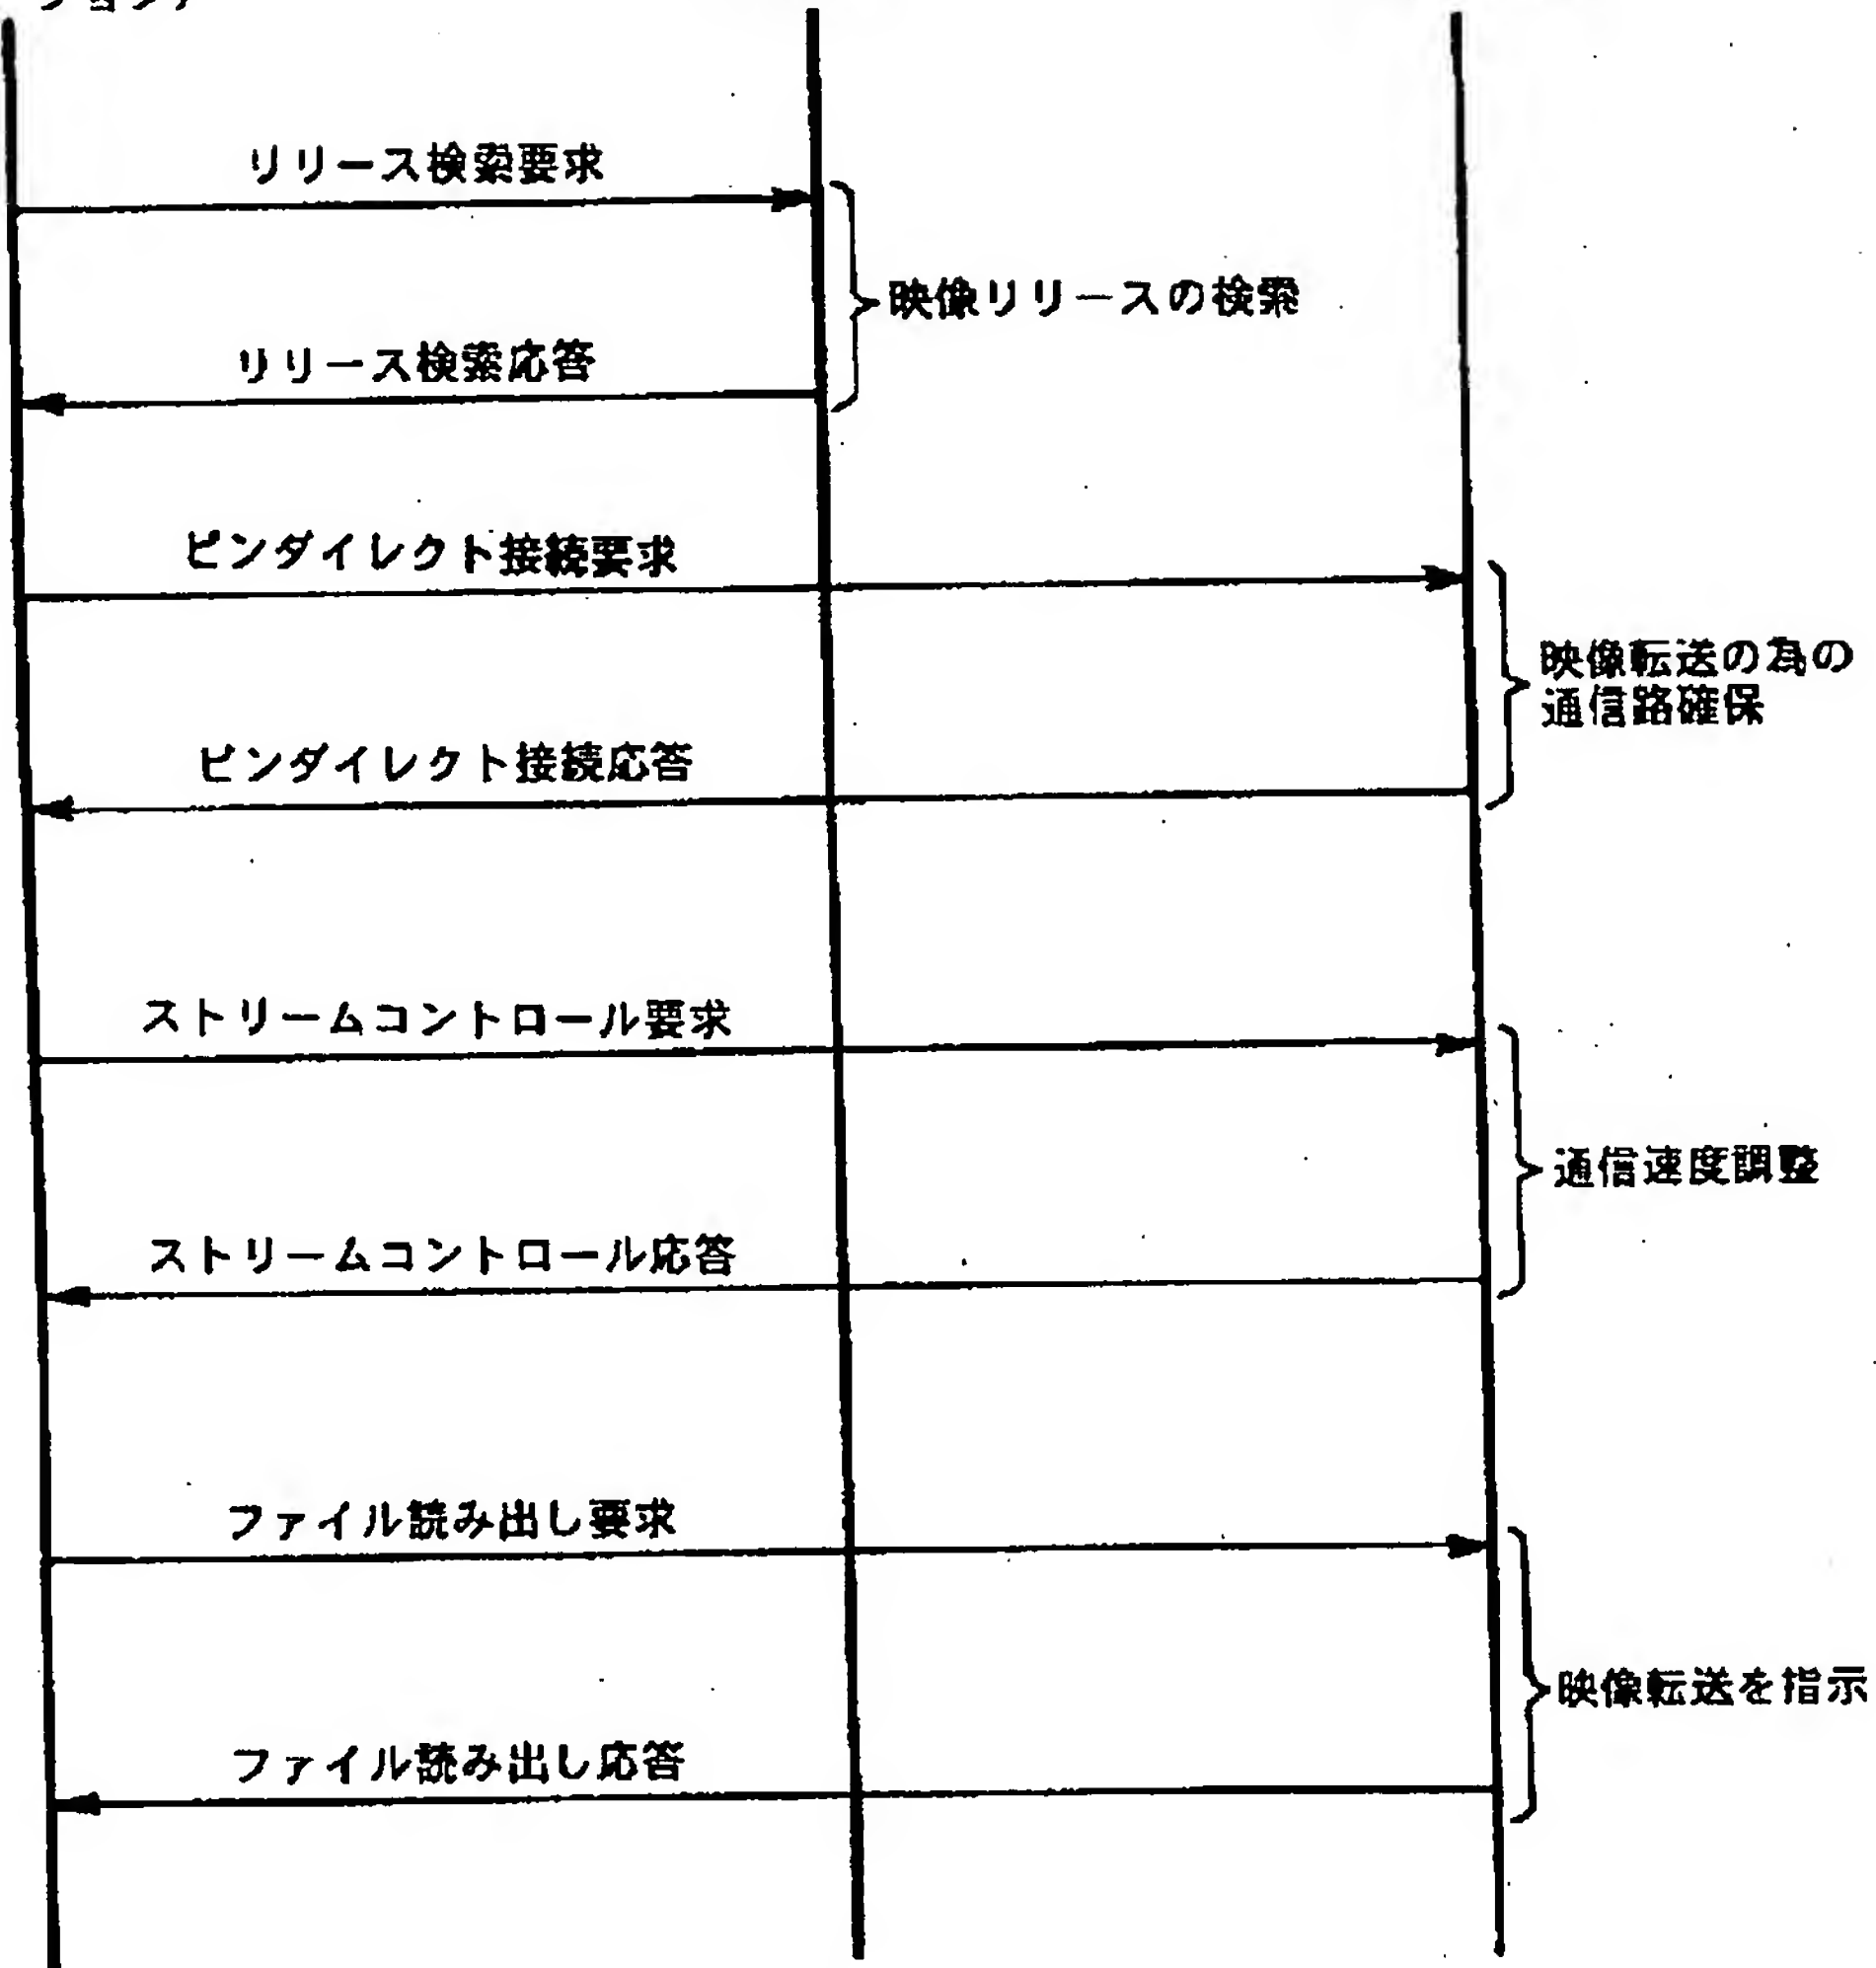 リリース検索要求
映像リリースの検索
リリース検索応答
ピンダイレクト接続要求
映像転送の為の
通信路確保
ピンダイレクト接続応答
ストリームコントロール要求
通信速度調整
ストリームコントロール応答
ファイル読み出し要求
映像転送を指示
ファイル読み出し応答